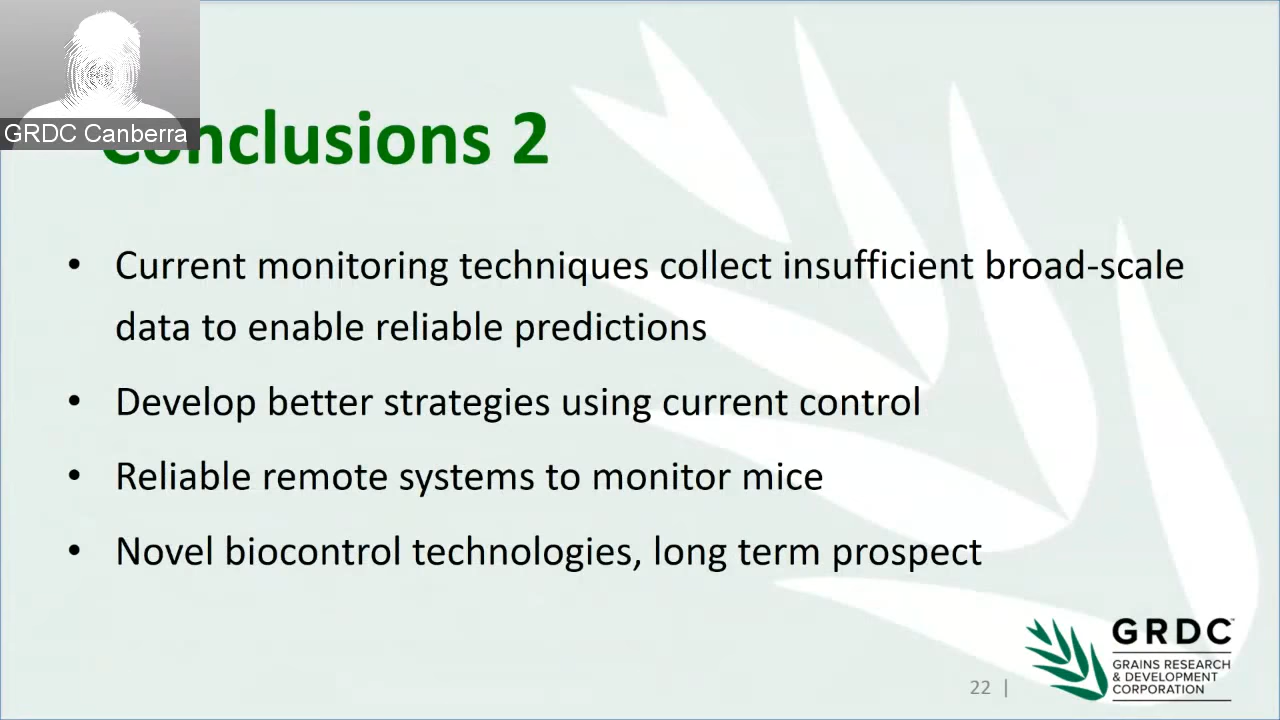 GRDC Canberra
Conclusions 2
• Current monitoring techniques collect insufficient broad-scale
data to enable reliable predictions
• Develop better strategies using current control
• Reliable remote systems to monitor mice
• Novel biocontrol technologies, long term prospect
22 |
GRDC™
GRAINS RESEARCH
& DEVELOPMENT
CORPORATION